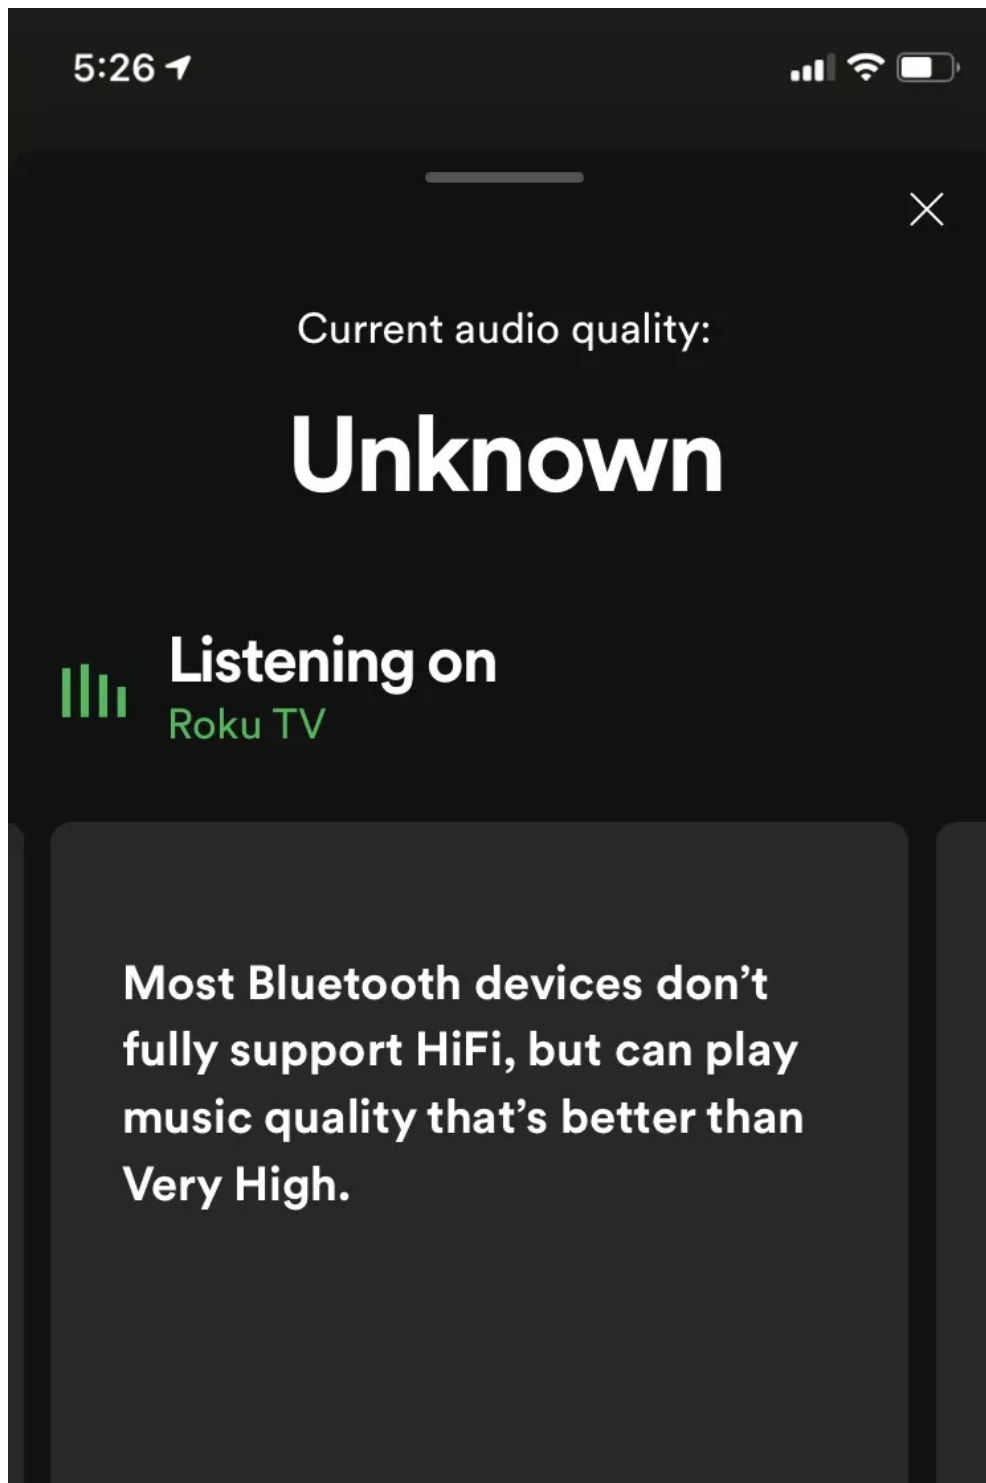 5:26
Current audio quality:
Unknown
Listening on
Roku TV
Most Bluetooth devices don’t
fully support HiFi, but can play
music quality that’s better than
Very High.